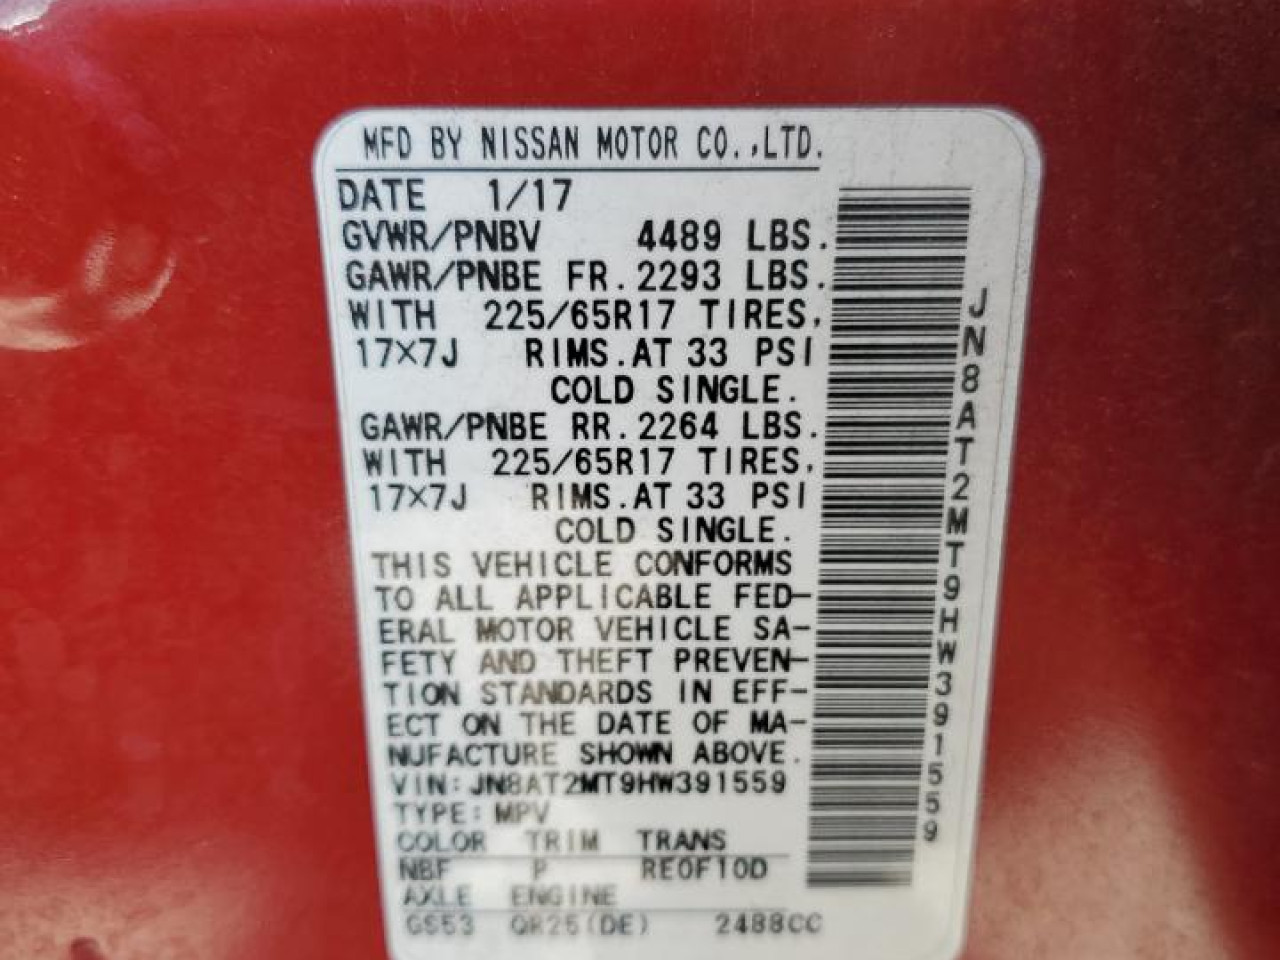 MFD BY NISSAN MOTOR CO.,LTD.
DATE 1/17
GVWR/PNBV 4489 LBS.
GAWR/PNBE FR. 2293 LBS.
WITH 225/65R17 TIRES,
17×7J RIMS.AT 33 PSI
COLD SINGLE.
GAWR/PNBE RR. 2264 LBS.
WITH 225/65R17 TIRES,
17×7J RIMS.AT 33 PSI
COLD SINGLE.
THIS VEHICLE CONFORMS
TO ALL APPLICABLE FED-
ERAL MOTOR VEHICLE SA-
FETY AND THEFT PREVEN-
TION STANDARDS IN EFF-
ECT ON THE DATE OF MA-
NUFACTURE SHOWN ABOVE.
VIN: JN8AT2MT9HW391559
TYPE: MPV
COLOR TRIM TRANS
NBF P RE0F10D
AXLE ENGINE
GS53 QR25(DE) 2488CC
JN8AT2MT9HW391559